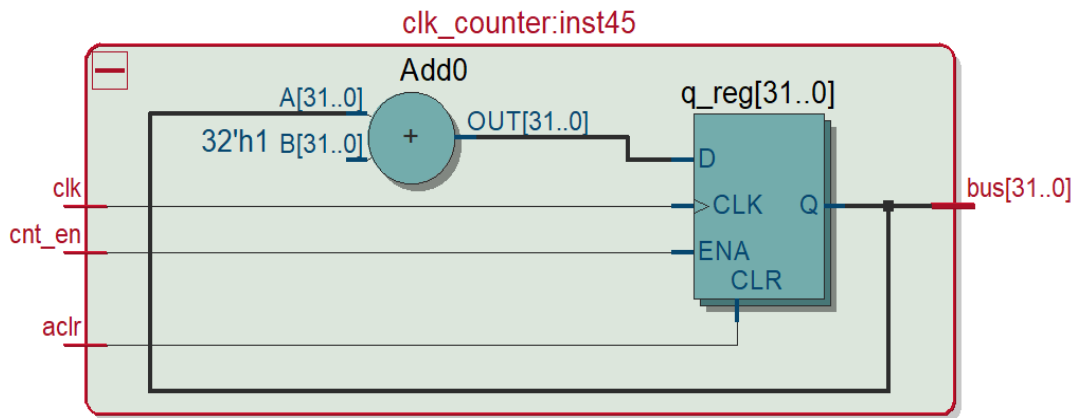 clk_counter:inst45
Add0
A[31..0]
32'h1 B[31..0]
+
OUT[31..0]
q_reg[31..0]
D
CLK
Q
ENA
CLR
clk
cnt_en
aclr
bus[31..0]